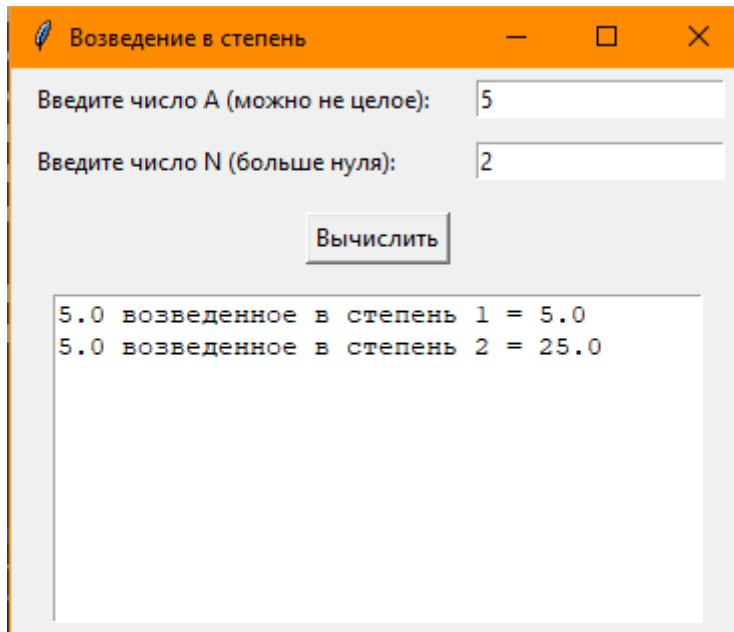 Возведение в степень
Введите число А (можно не целое): 5
Введите число N (больше нуля): 2
Вычислить
5.0 возведенное в степень 1 = 5.0
5.0 возведенное в степень 2 = 25.0